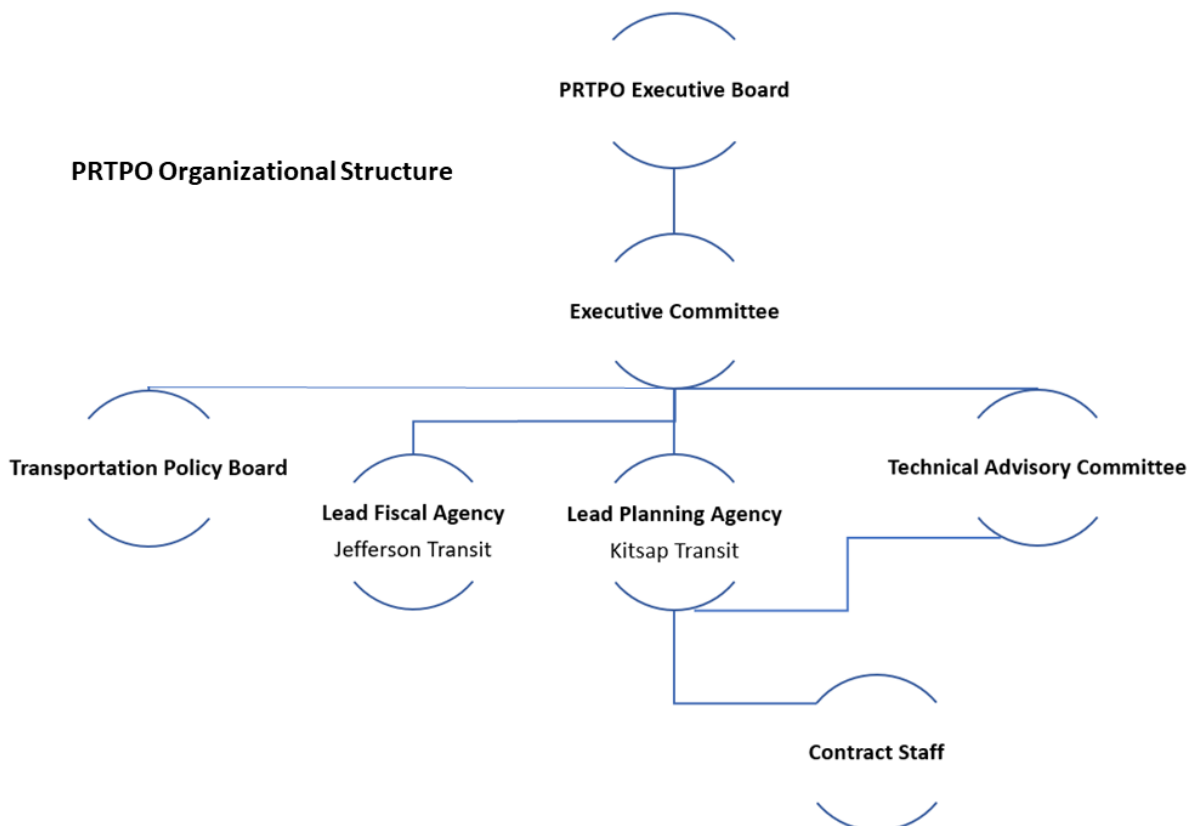 PRTPO Executive Board
PRTPO Organizational Structure
Executive Committee
Transportation Policy Board
Technical Advisory Committee
Lead Fiscal Agency
Jefferson Transit
Lead Planning Agency
Kitsap Transit
Contract Staff